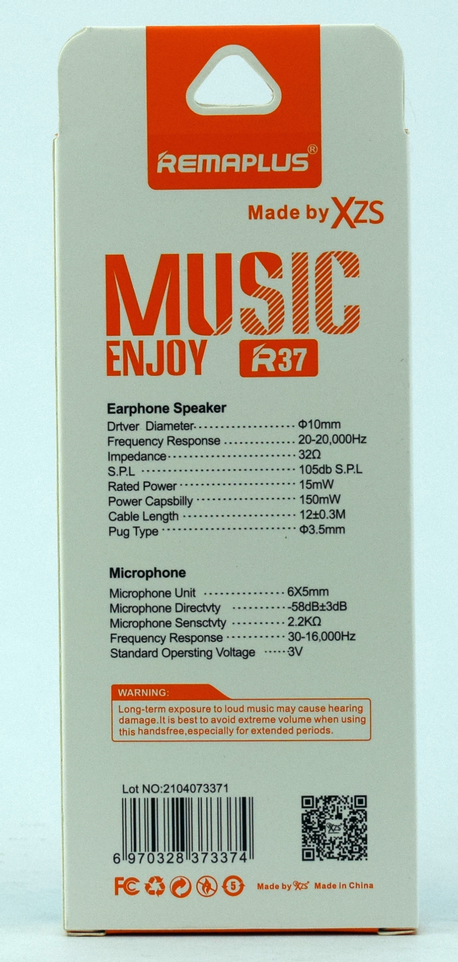 REMAPLUS®
Made by XZS
MUSIC
ENJOY R37
Earphone Speaker
Drtver Diameter Φ10mm
Frequency Response 20-20,000Hz
Impedance 32Ω
S.P.L 105db S.P.L
Rated Power 15mW
Power Capsbilly 150mW
Cable Length 12±0.3M
Pug Type Φ3.5mm
Microphone
Microphone Unit 6X5mm
Microphone Directvty -58dB±3dB
Microphone Sensctvty 2.2KΩ
Frequency Response 30-16,000Hz
Standard Opersting Voltage 3V
WARNING:
Long-term exposure to loud music may cause hearing
damage.It is best to avoid extreme volume when using
this handsfree,especially for extended periods.
Lot NO:2104073371
XZS
6 970328 373374
FC 5 Made by XZS Made in China